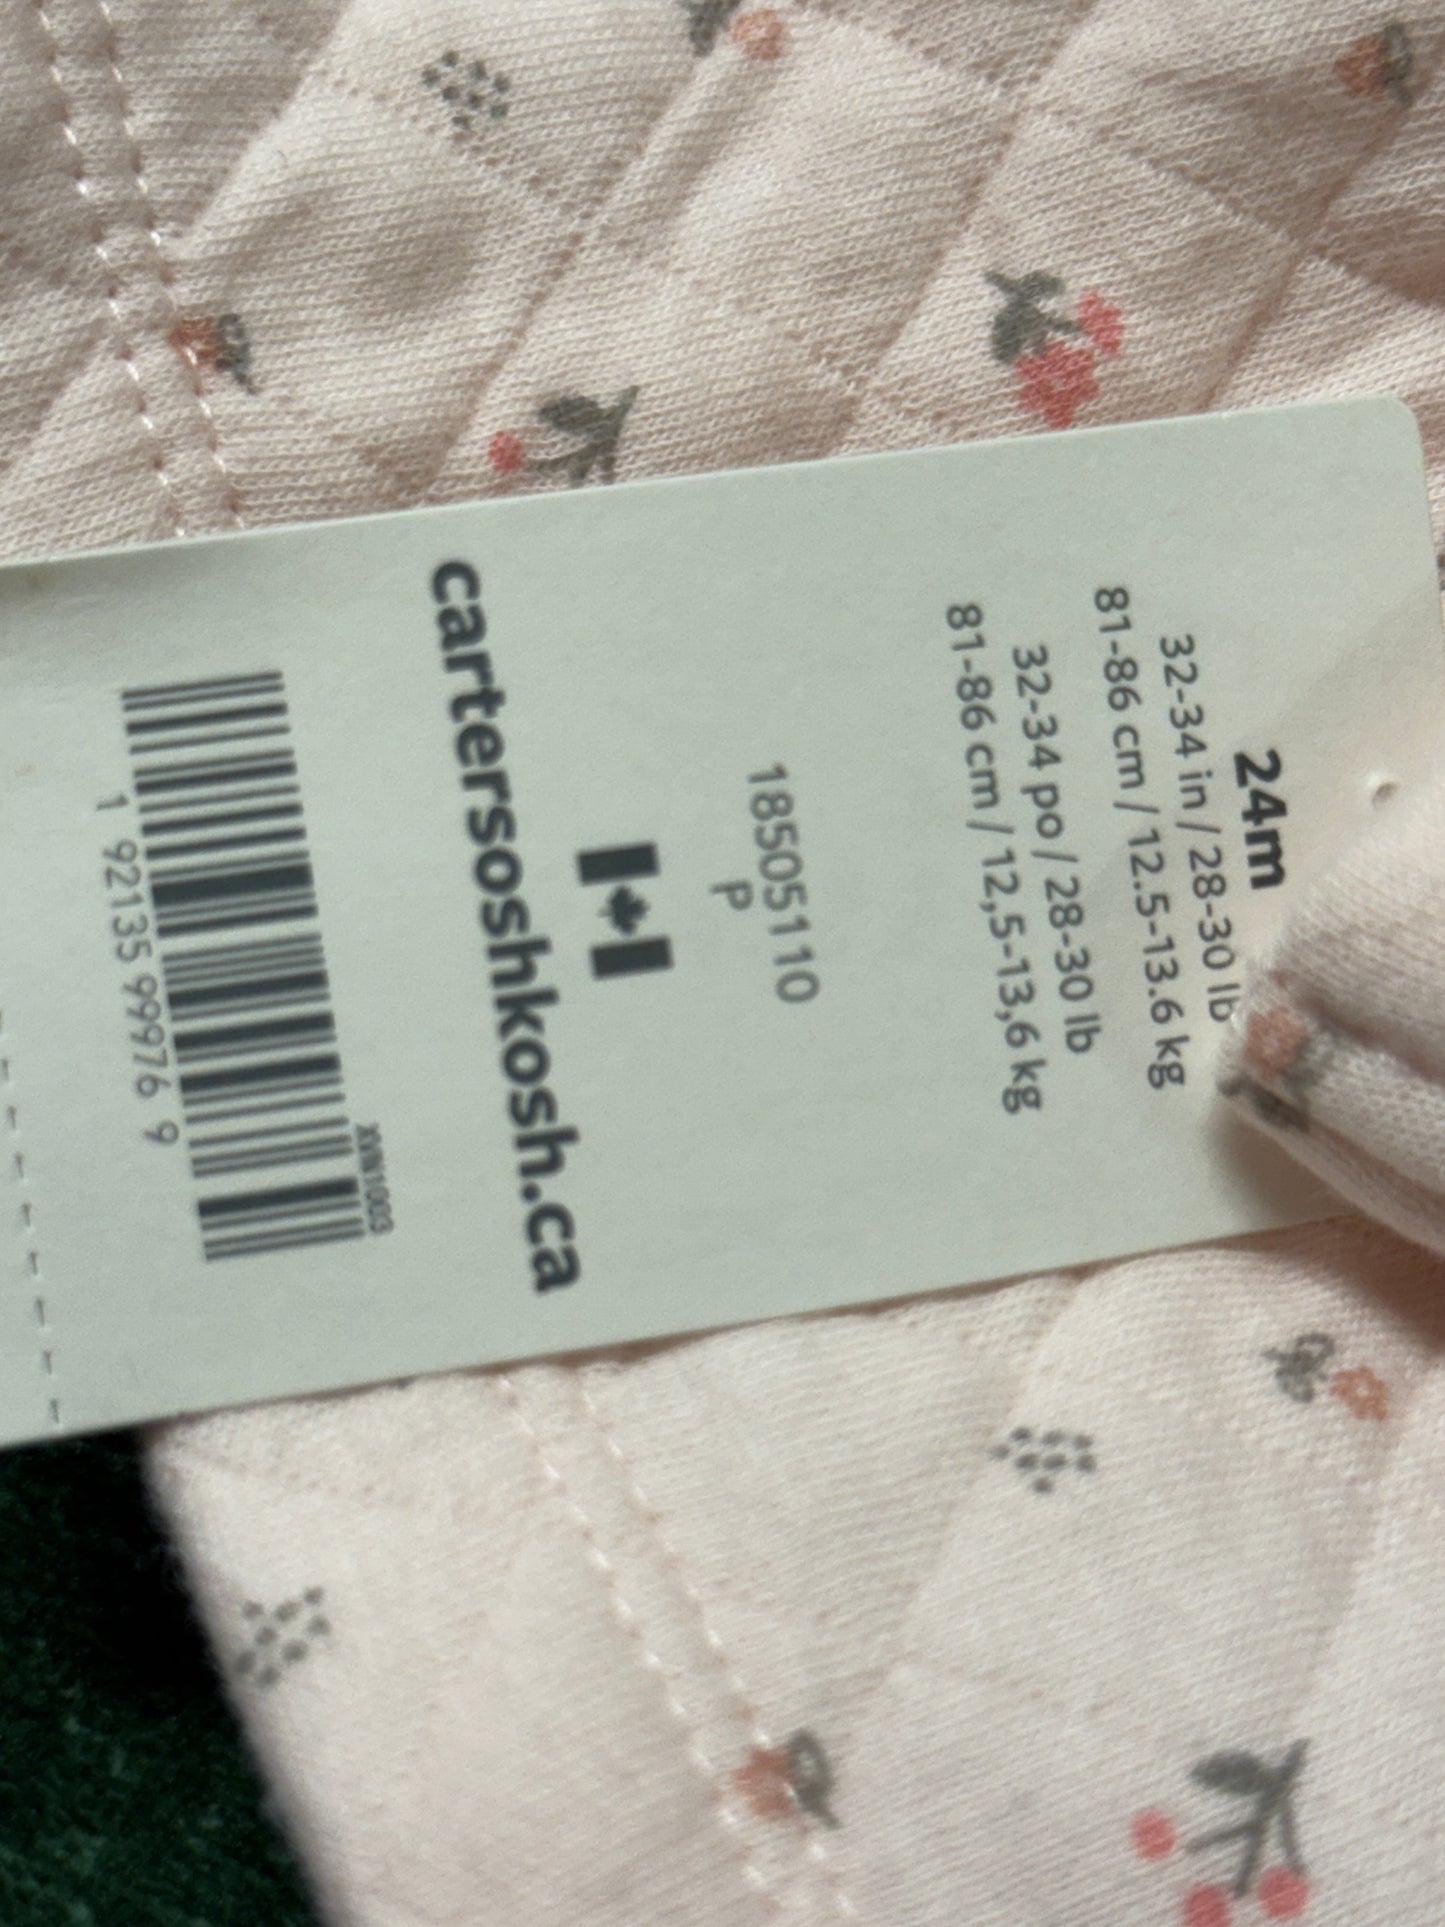 24m
32-34 in / 28-30 lb
81-86 cm / 12.5-13.6 kg
32-34 po / 28-30 lb
81-86 cm / 12,5-13,6 kg
18505110
P
cartersoshkosh.ca
XVN1003
1 92135 99976 9